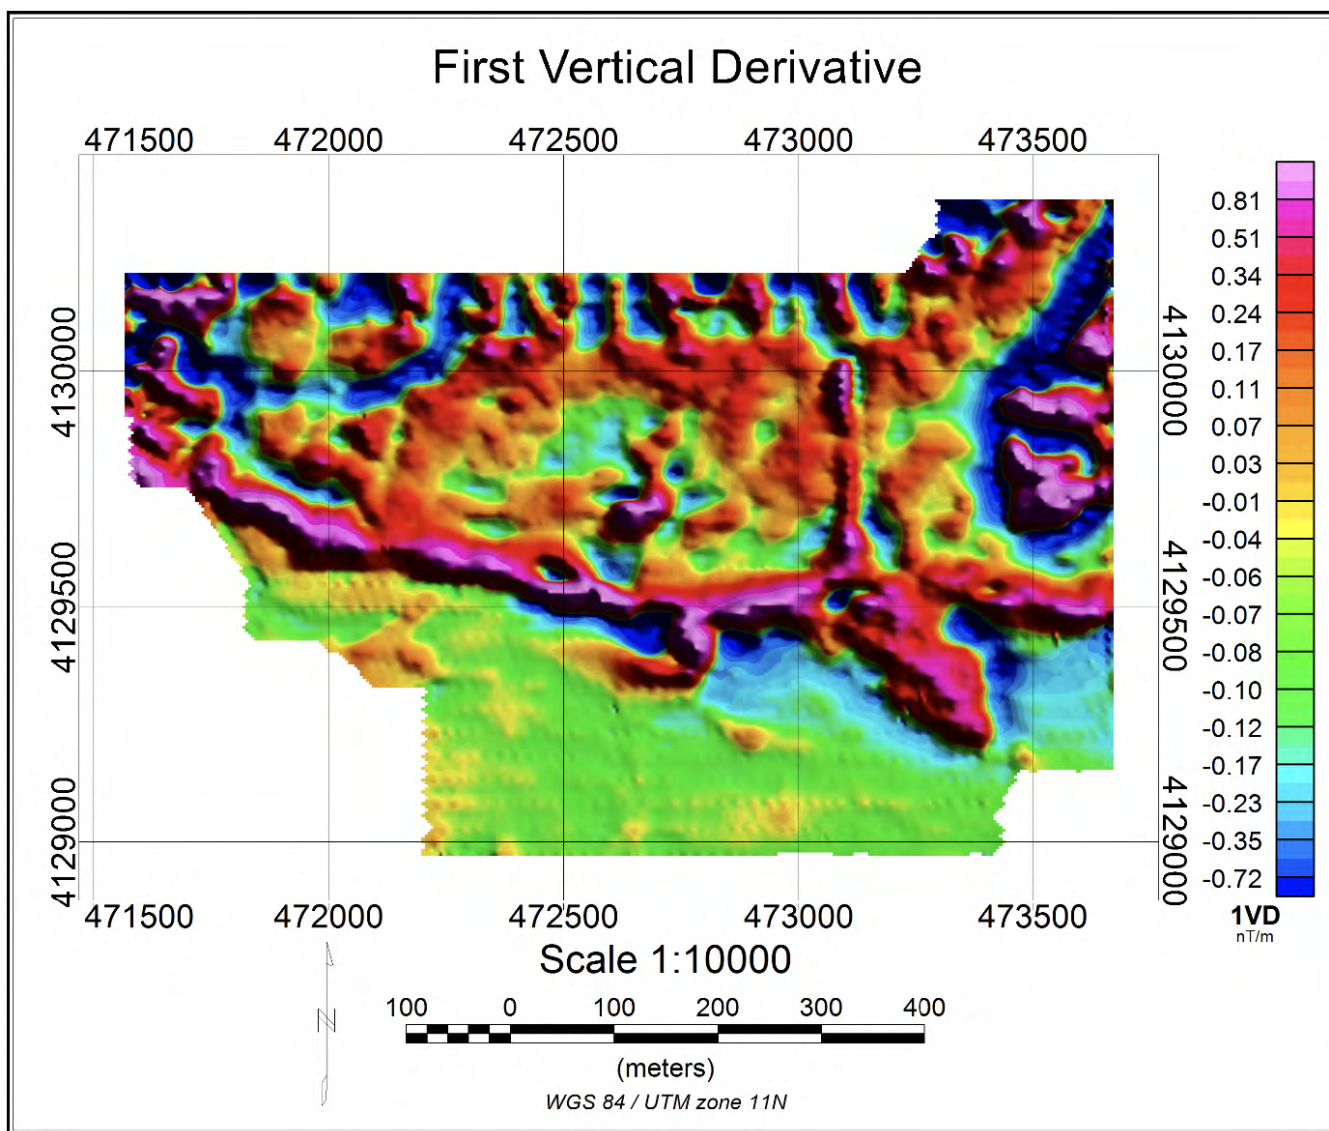 First Vertical Derivative
471500 472000 472500 473000 473500
4130000
4129500
4129000
4130000
4129500
4129000
0.81
0.51
0.34
0.24
0.17
0.11
0.07
0.03
-0.01
-0.04
-0.06
-0.07
-0.08
-0.10
-0.12
-0.17
-0.23
-0.35
-0.72
1VD
nT/m
471500 472000 472500 473000 473500
Scale 1:10000
100 0 100 200 300 400
(meters)
WGS 84 / UTM zone 11N
N